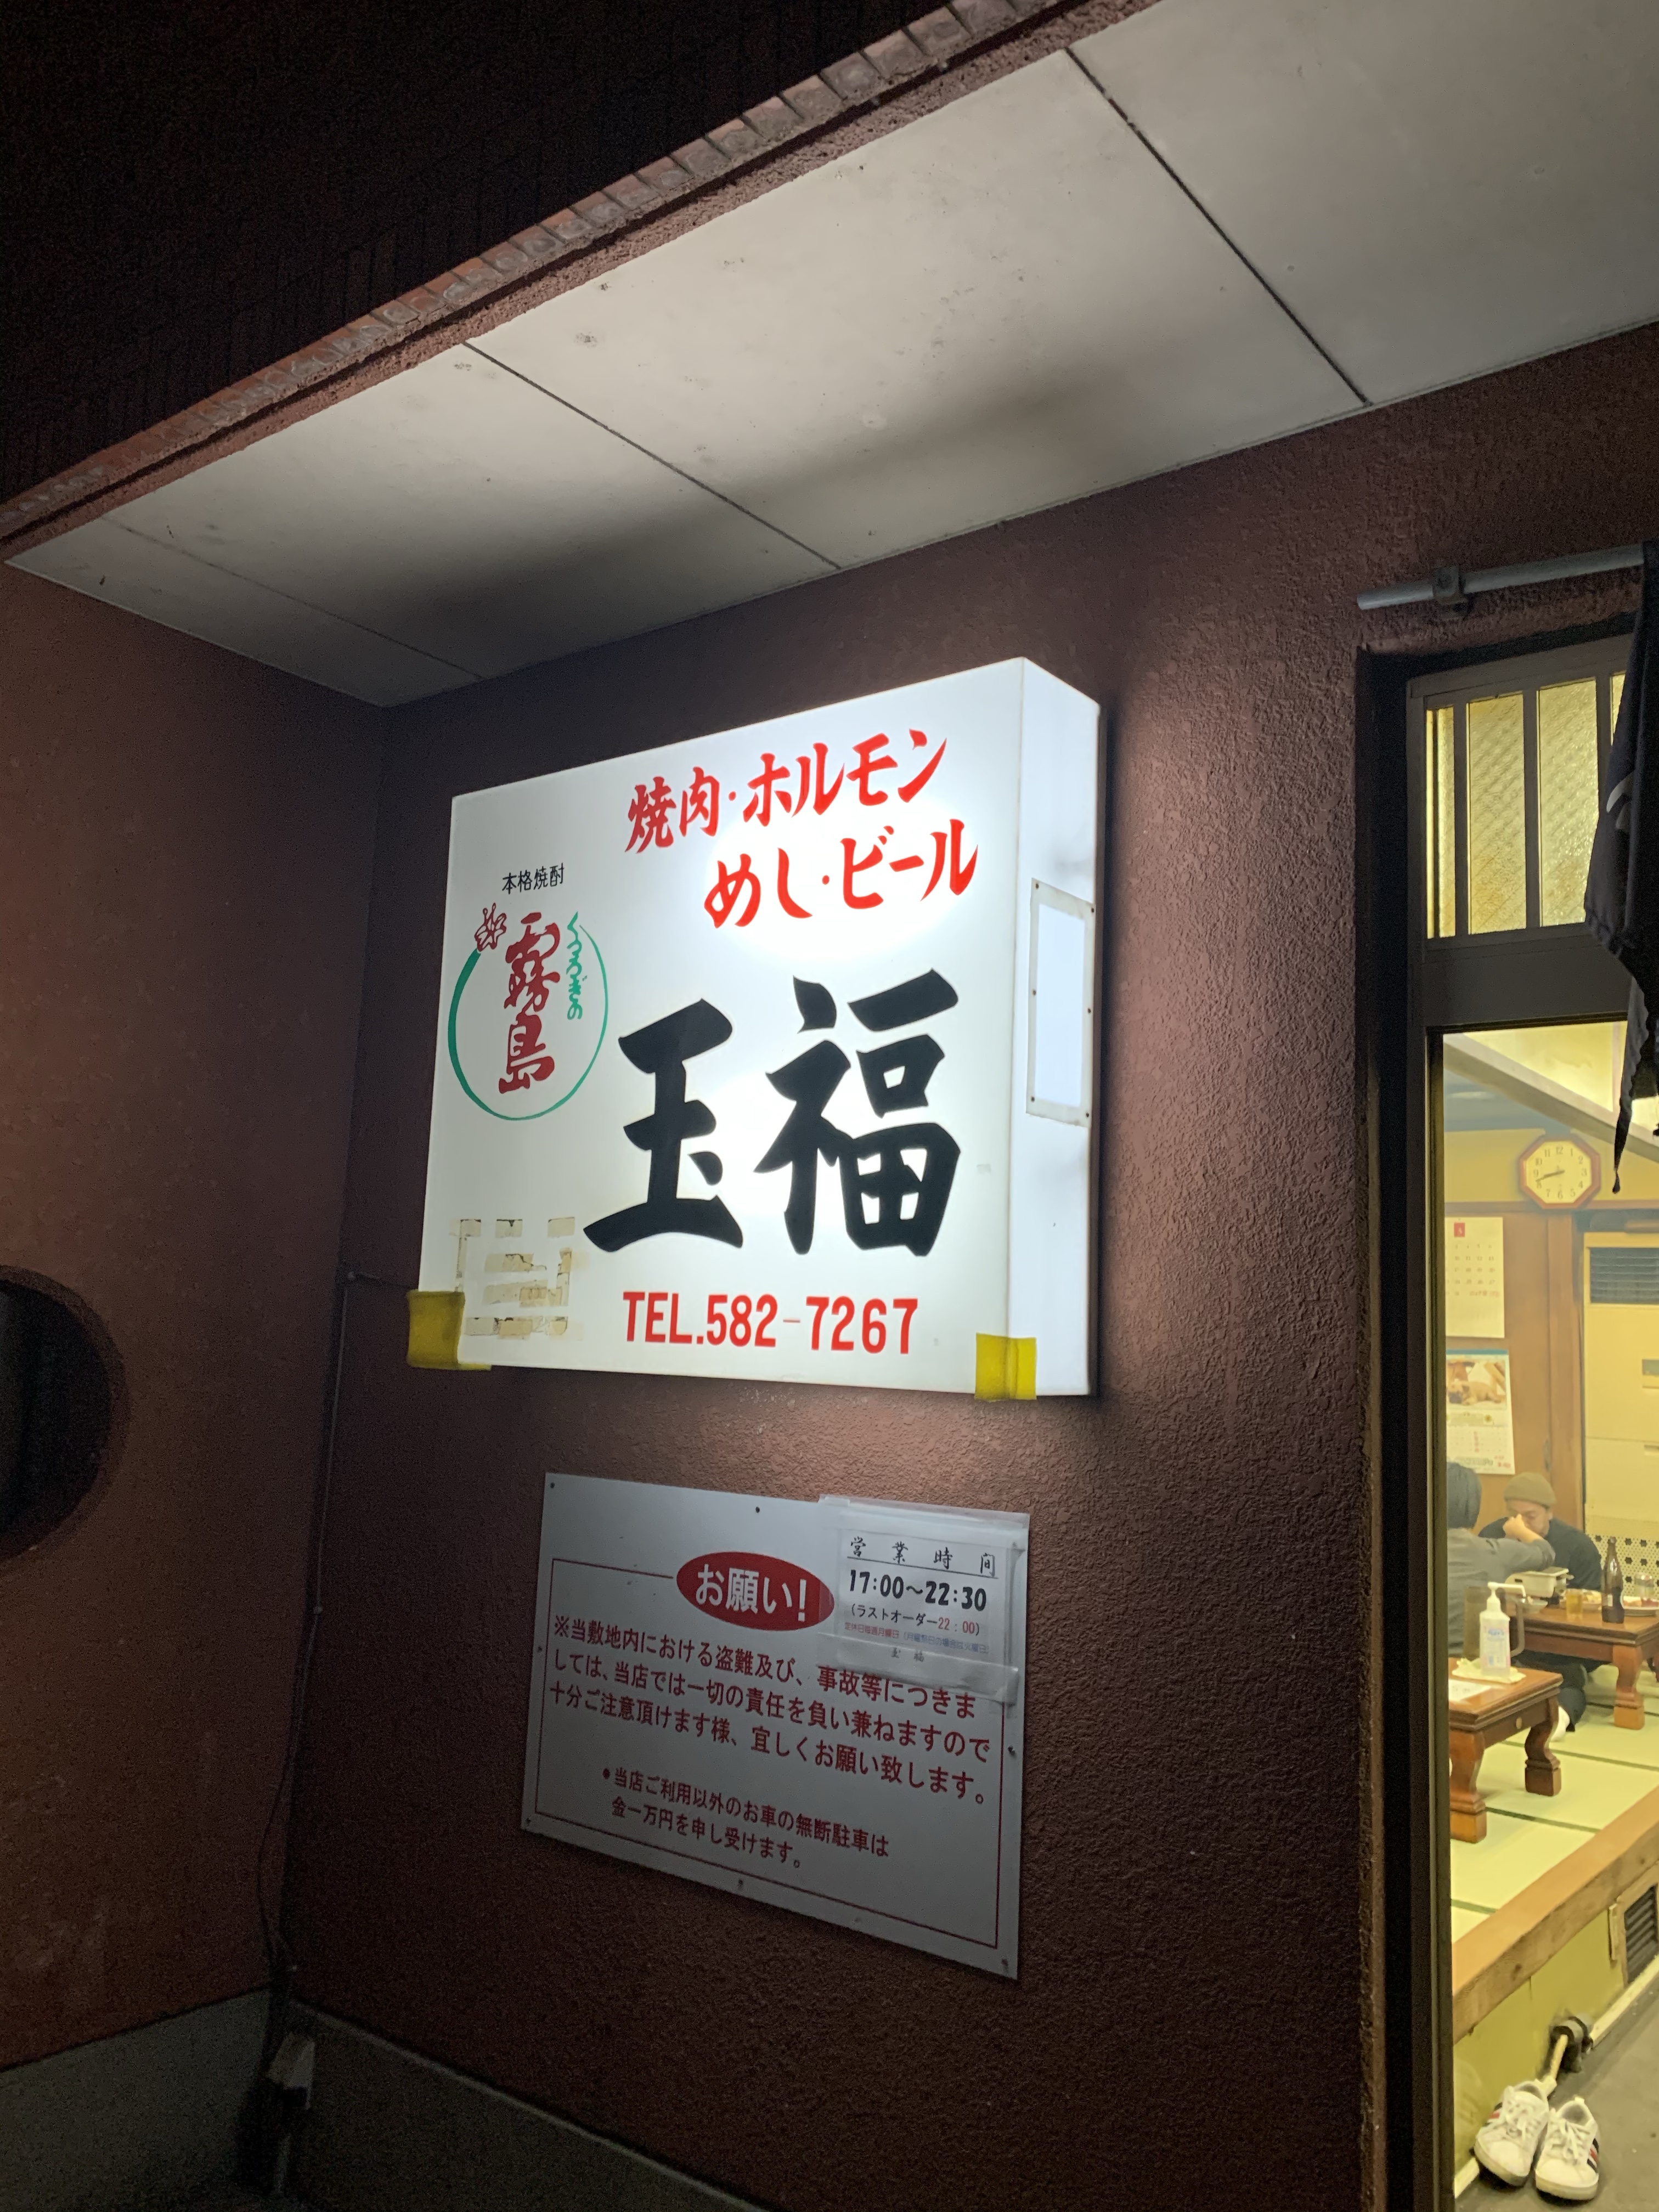 焼肉・ホルモン
めし・ビール
本格焼酎
くつろぎの
霧島
玉福
TEL.582-7267
お願い!
営業時間
17:00〜22:30
(ラストオーダー22:00)
玉福
※当敷地内における盗難及び、事故等につきま
しては、当店では一切の責任を負い兼ねますので
十分ご注意頂けます様、宜しくお願い致します。
●当店ご利用以外のお車の無断駐車は
金一万円を申し受けます。